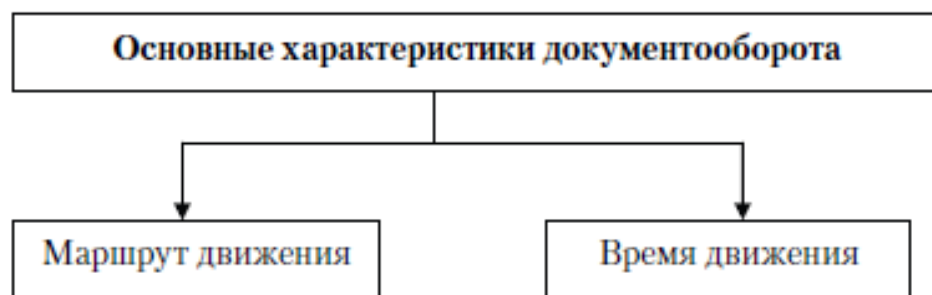 Основные характеристики документооборота
Маршрут движения
Время движения